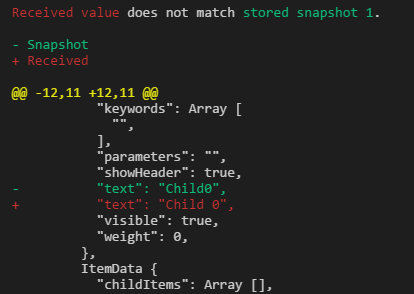 Received value does not match stored snapshot 1.
- Snapshot
+ Received
@@ -12,11 +12,11 @@
"keywords": Array [
"",
],
"parameters": "",
"showHeader": true,
- "text": "Child0",
+ "text": "Child 0",
"visible": true,
"weight": 0,
},
ItemData {
"childItems": Array [],